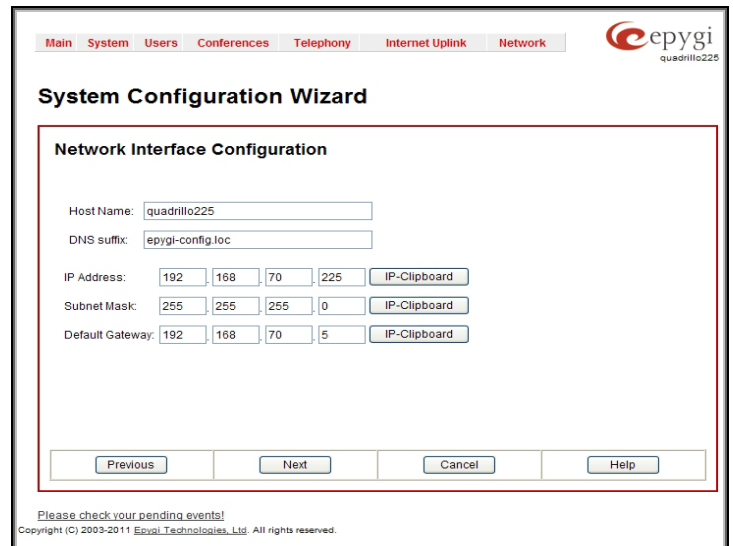 Main System Users Conferences Telephony Internet Uplink Network
epygi
quadrillo225
System Configuration Wizard
Network Interface Configuration
Host Name: quadrillo225
DNS suffix: epygi-config.loc
IP Address: 192 . 168 . 70 . 225 IP-Clipboard
Subnet Mask: 255 . 255 . 255 . 0 IP-Clipboard
Default Gateway: 192 . 168 . 70 . 5 IP-Clipboard
Previous Next Cancel Help
Please check your pending events!
Copyright (C) 2003-2011 Epygi Technologies, Ltd. All rights reserved.